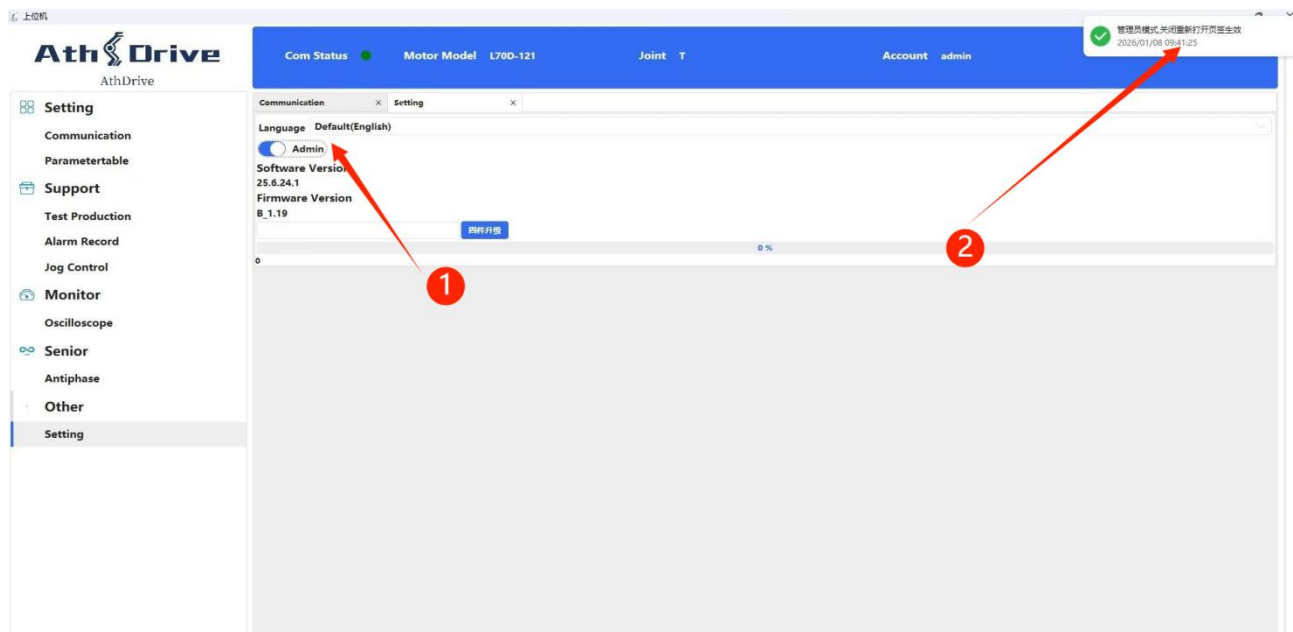 上位机
管理员模式,关闭重新打开页签生效
2026/01/08 09:41:25
AthDrive
AthDrive
Com Status
Motor Model L70D-121
Joint T
Account admin
Setting
Communication
Parametertable
Support
Test Production
Alarm Record
Jog Control
Monitor
Oscilloscope
Senior
Antiphase
Other
Setting
Communication × Setting ×
Language Default(English)
Admin
Software Version
25.6.24.1
Firmware Version
B_1.19
固件升级
0 %
0
1
2